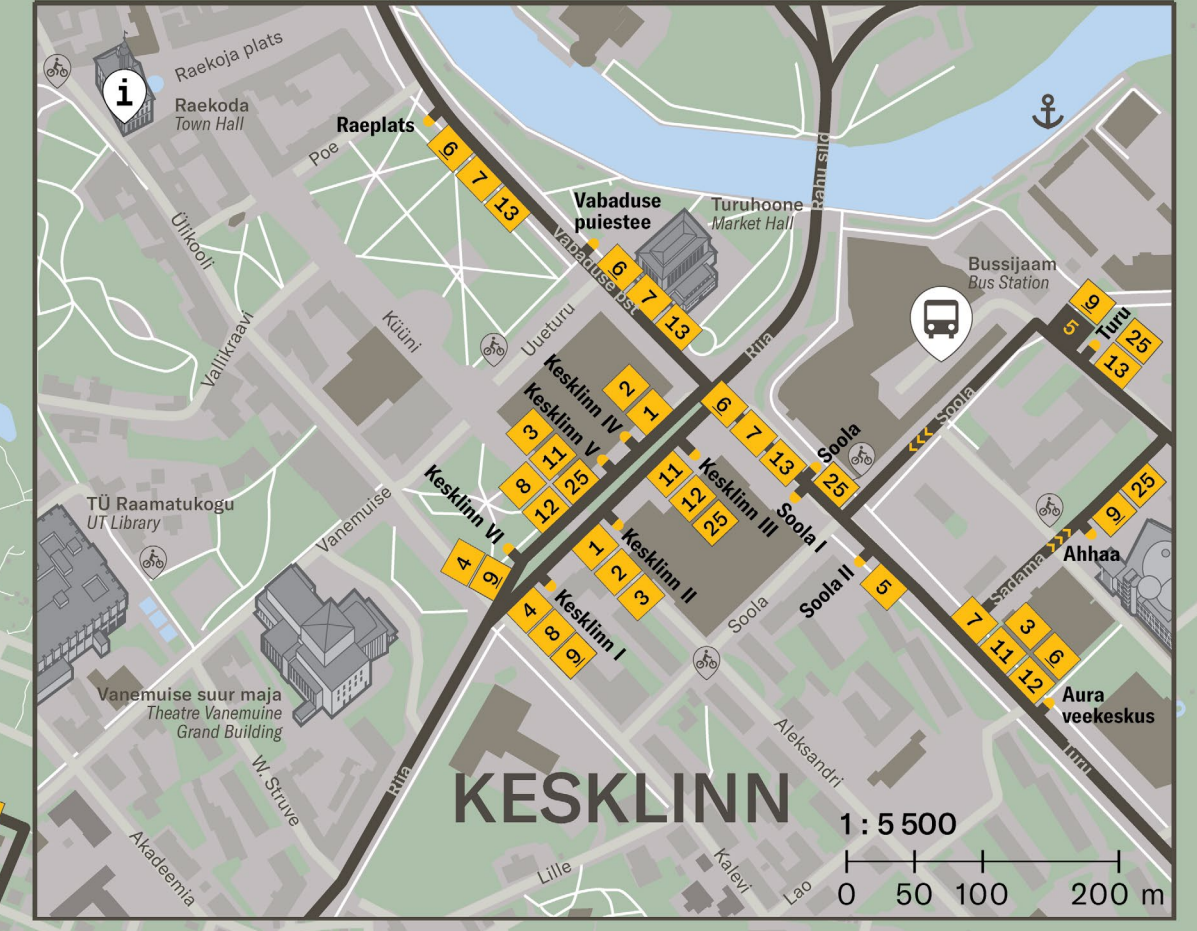 Raekoja plats
i
Raekoda
Town Hall
Raeplats
6
7
13
Poe
Ülikooli
Vabaduse
puiestee
6
7
13
Vabaduse pst
Turuhoone
Market Hall
Rahu sild
Bussijaam
Bus Station
9
5
Turu
25
13
Küüni
Uueturu
Vallikraavi
Riia
Kesklinn IV
2
1
Kesklinn V
3
11
8
25
12
Kesklinn VI
4
9
6
7
13
Soola
25
Soola
11
12
25
Kesklinn III
Soola I
Soola II
5
1
2
3
Kesklinn II
4
8
9
Kesklinn I
Soola
25
9
Ahhaa
Sadama
7
3
11
6
12
Aura
veekeskus
Turu
TÜ Raamatukogu
UT Library
Vanemuise
Vanemuise suur maja
Theatre Vanemuine
Grand Building
W. Struve
Akadeemia
Riia
Aleksandri
KESKLINN
Lille
Kalevi
Lao
1 : 5 500
0 50 100 200 m